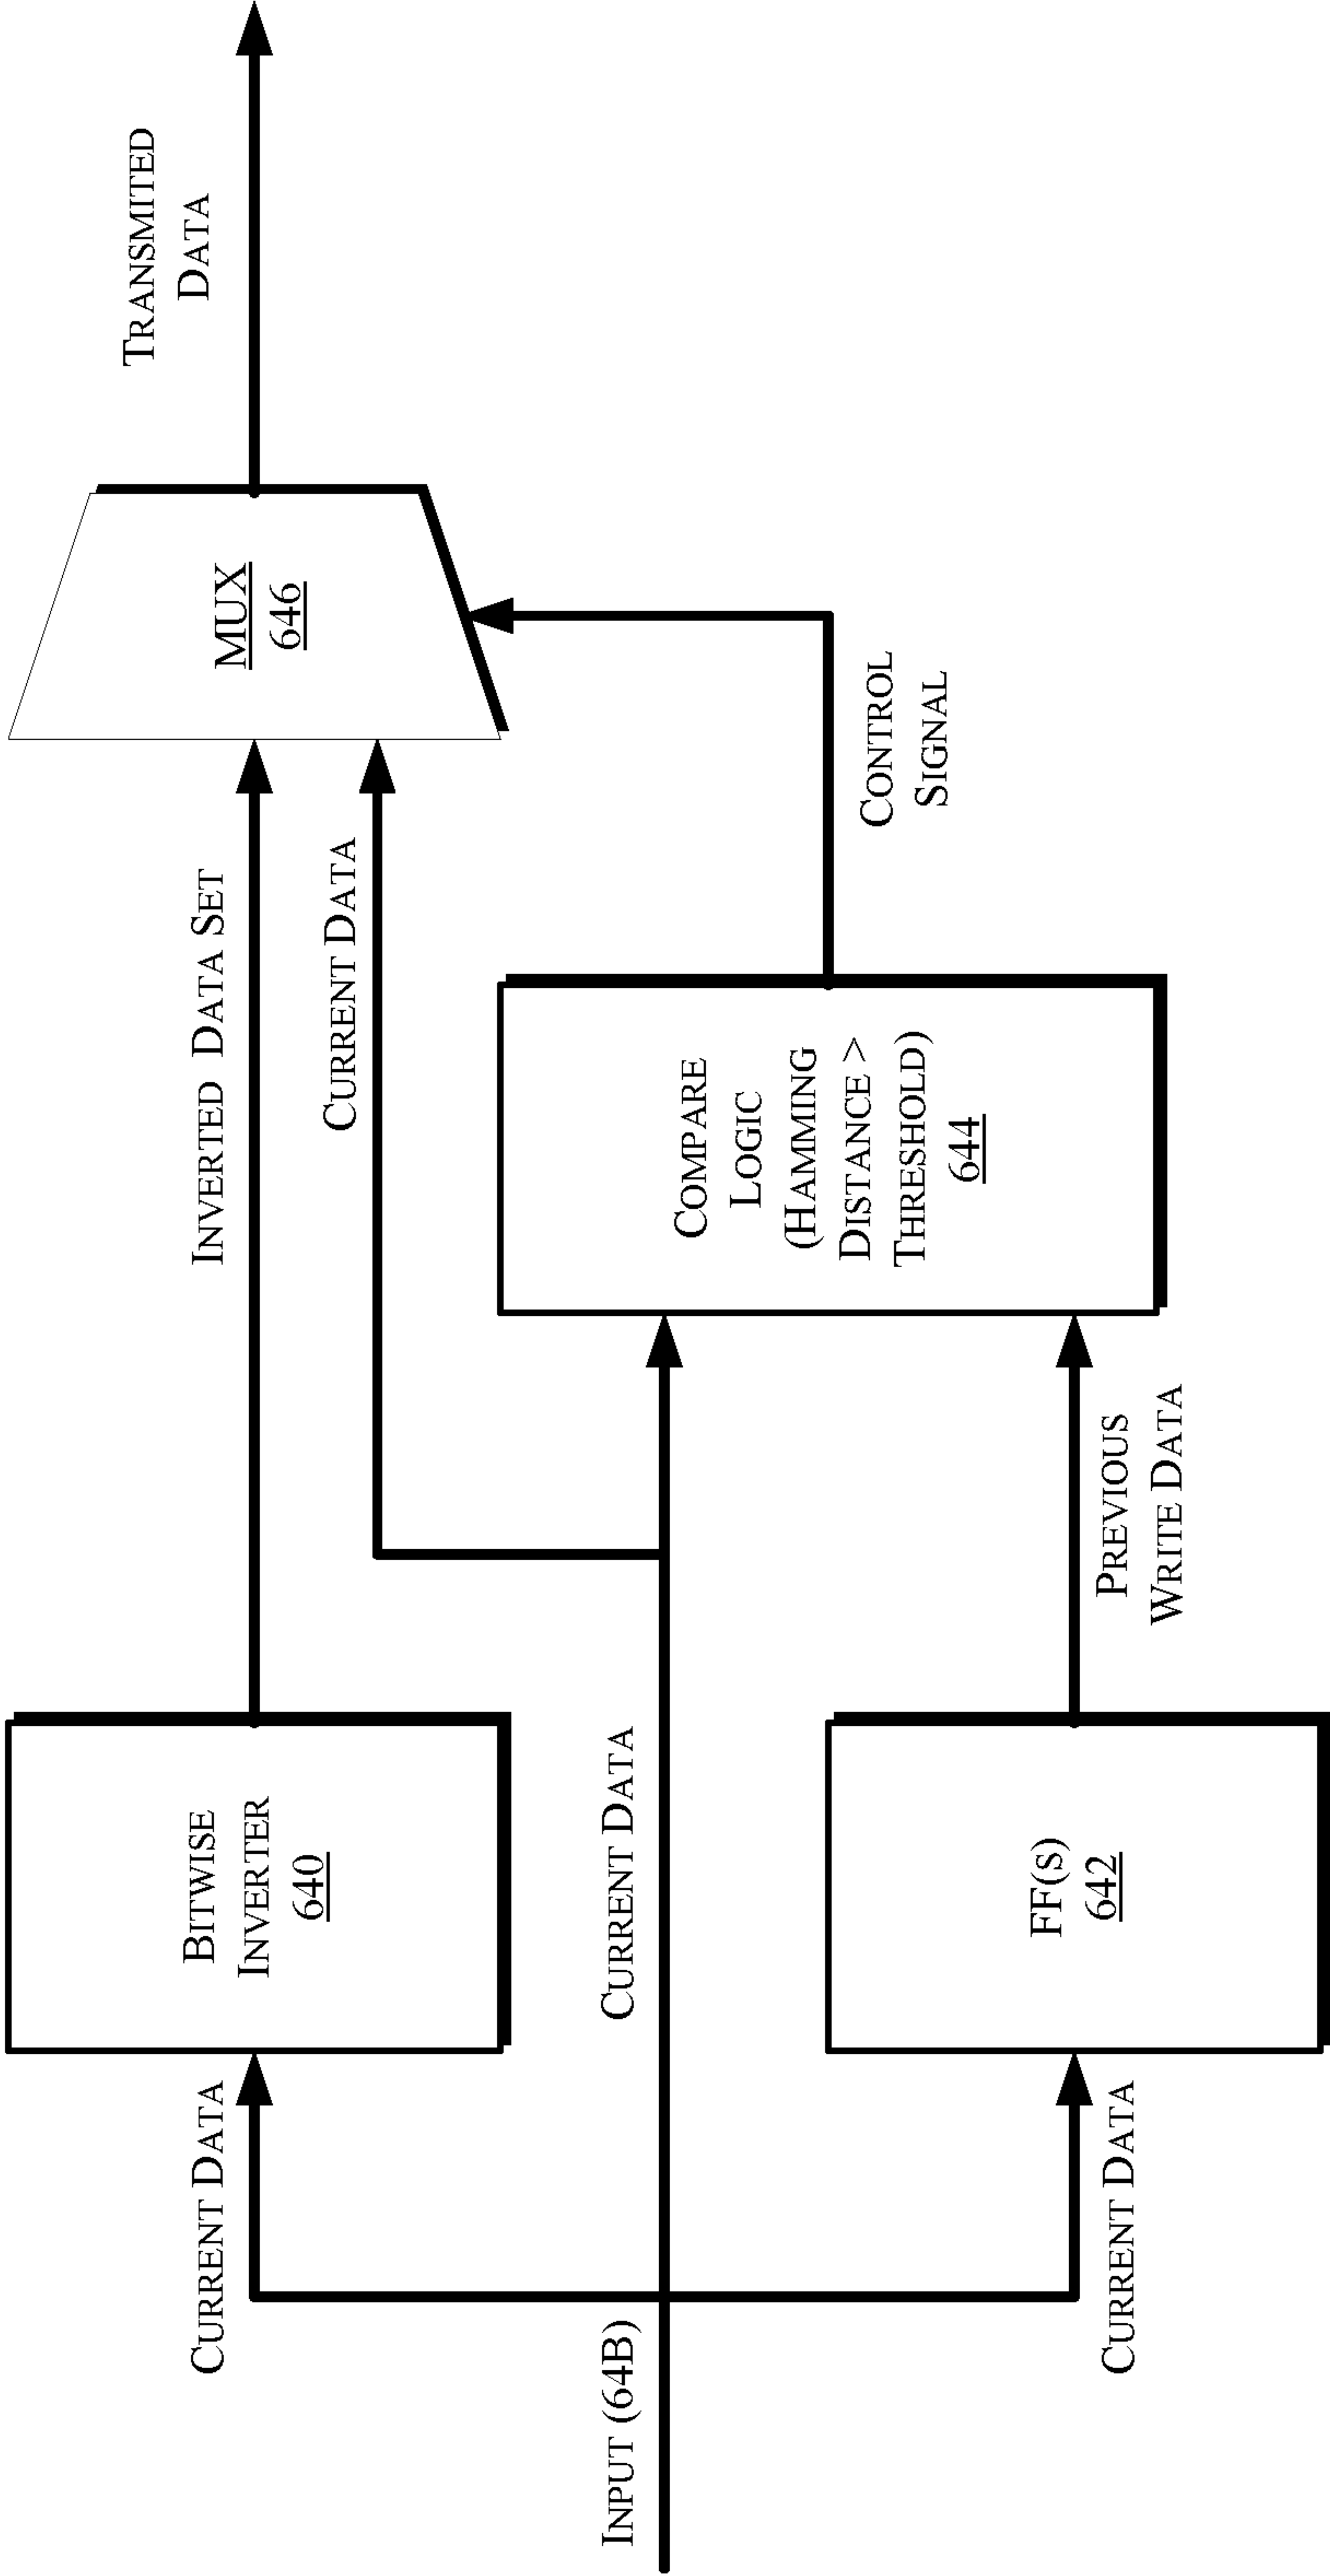 INPUT (64B)
CURRENT DATA
BITWISE
INVERTER
640
INVERTED DATA SET
CURRENT DATA
MUX
646
TRANSMITED
DATA
CURRENT DATA
COMPARE
LOGIC
(HAMMING
DISTANCE >
THRESHOLD)
644
CONTROL
SIGNAL
CURRENT DATA
FF(S)
642
PREVIOUS
WRITE DATA